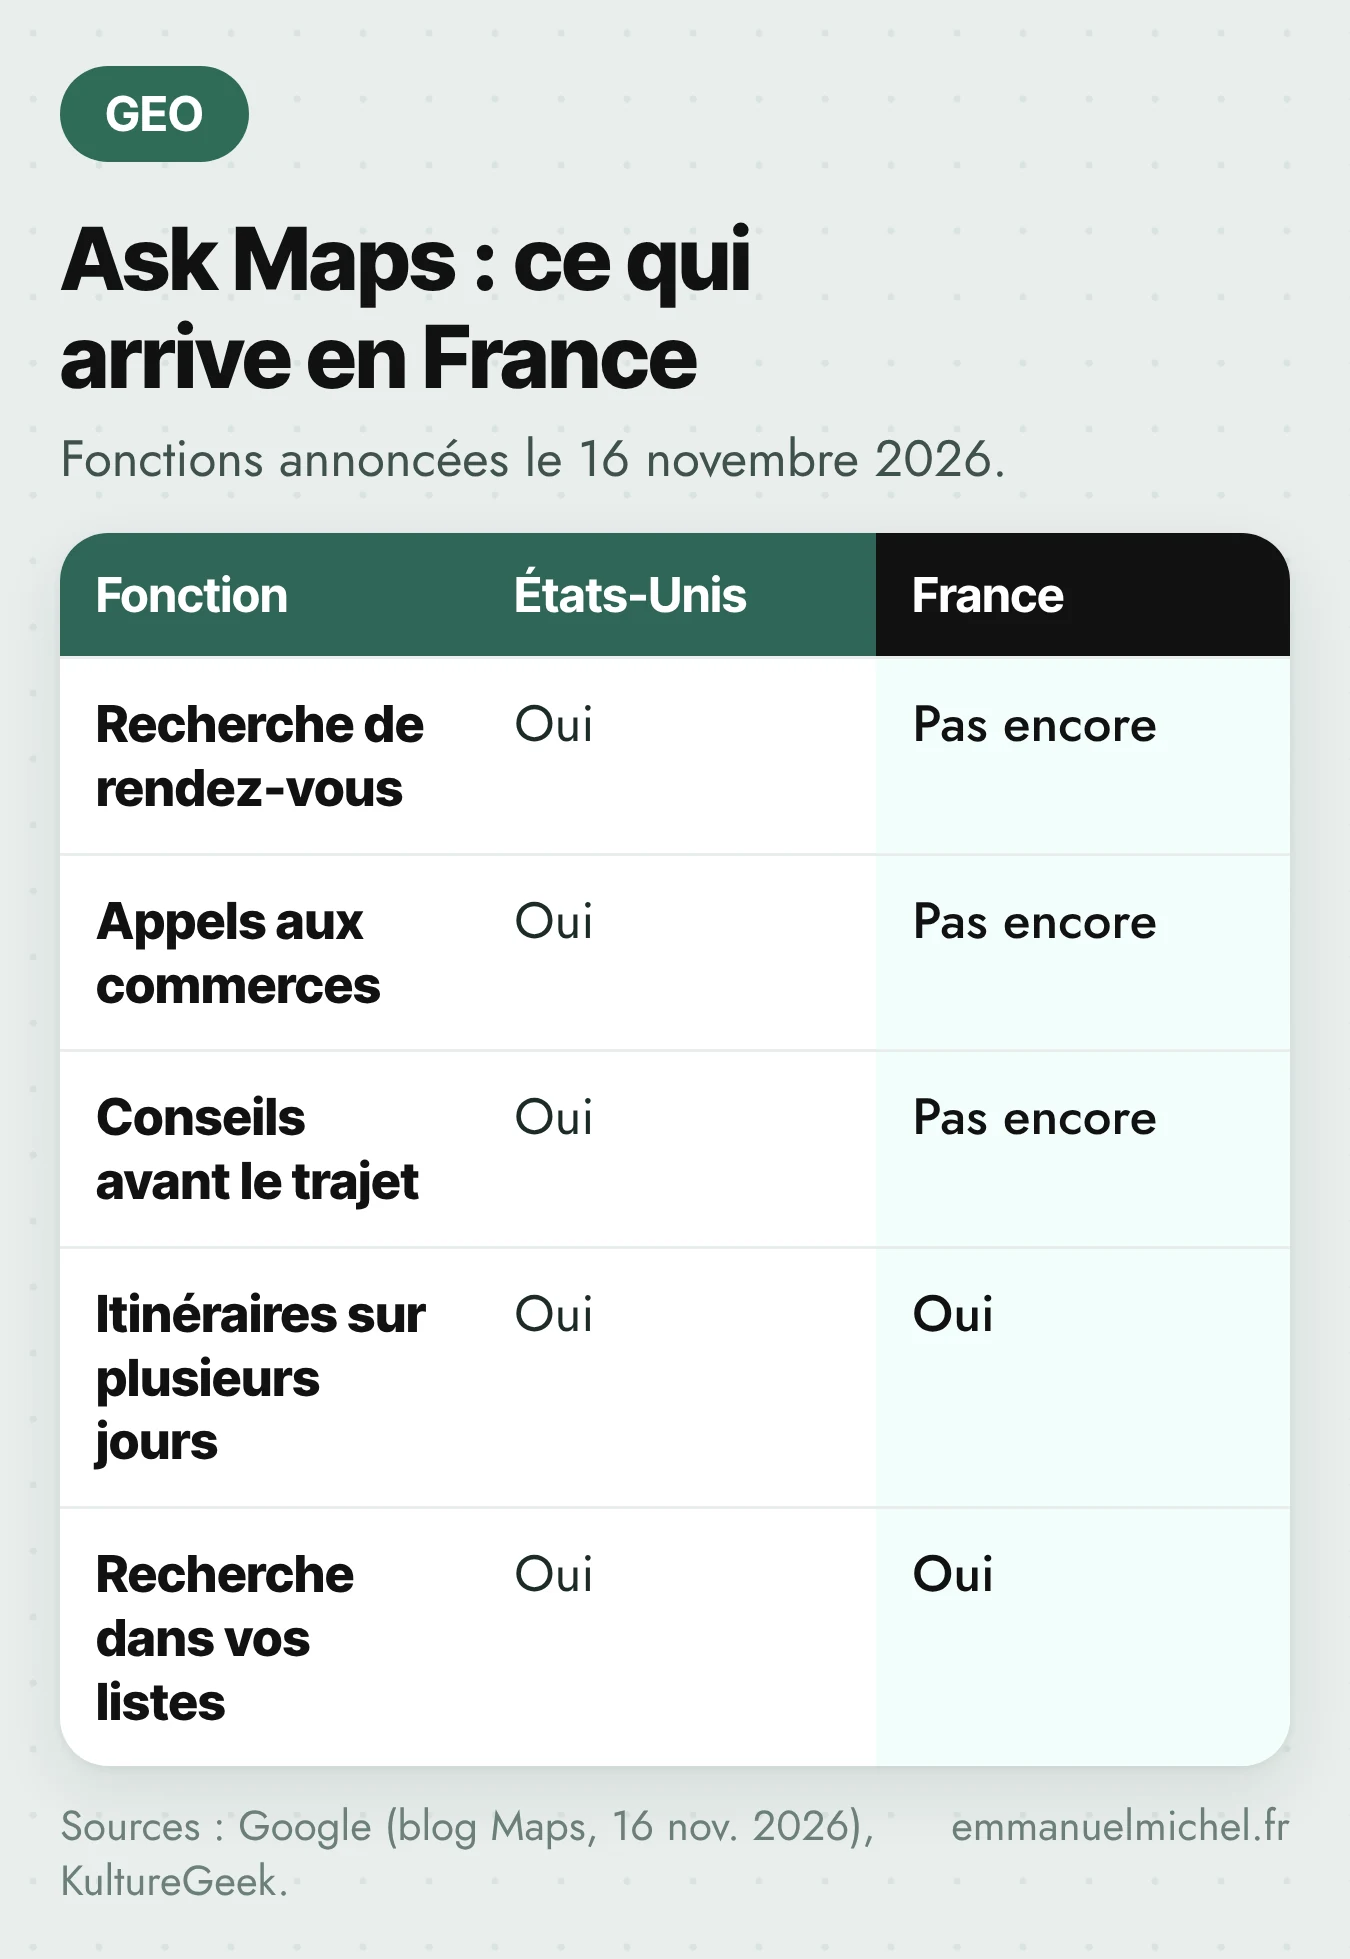 GEO
Ask Maps : ce qui
arrive en France
Fonctions annoncées le 16 novembre 2026.
Fonction États-Unis France
Recherche de Oui Pas encore
rendez-vous
Appels aux Oui Pas encore
commerces
Conseils Oui Pas encore
avant le trajet
Itinéraires sur Oui Oui
plusieurs
jours
Recherche Oui Oui
dans vos
listes
Sources : Google (blog Maps, 16 nov. 2026), emmanuelmichel.fr
KultureGeek.